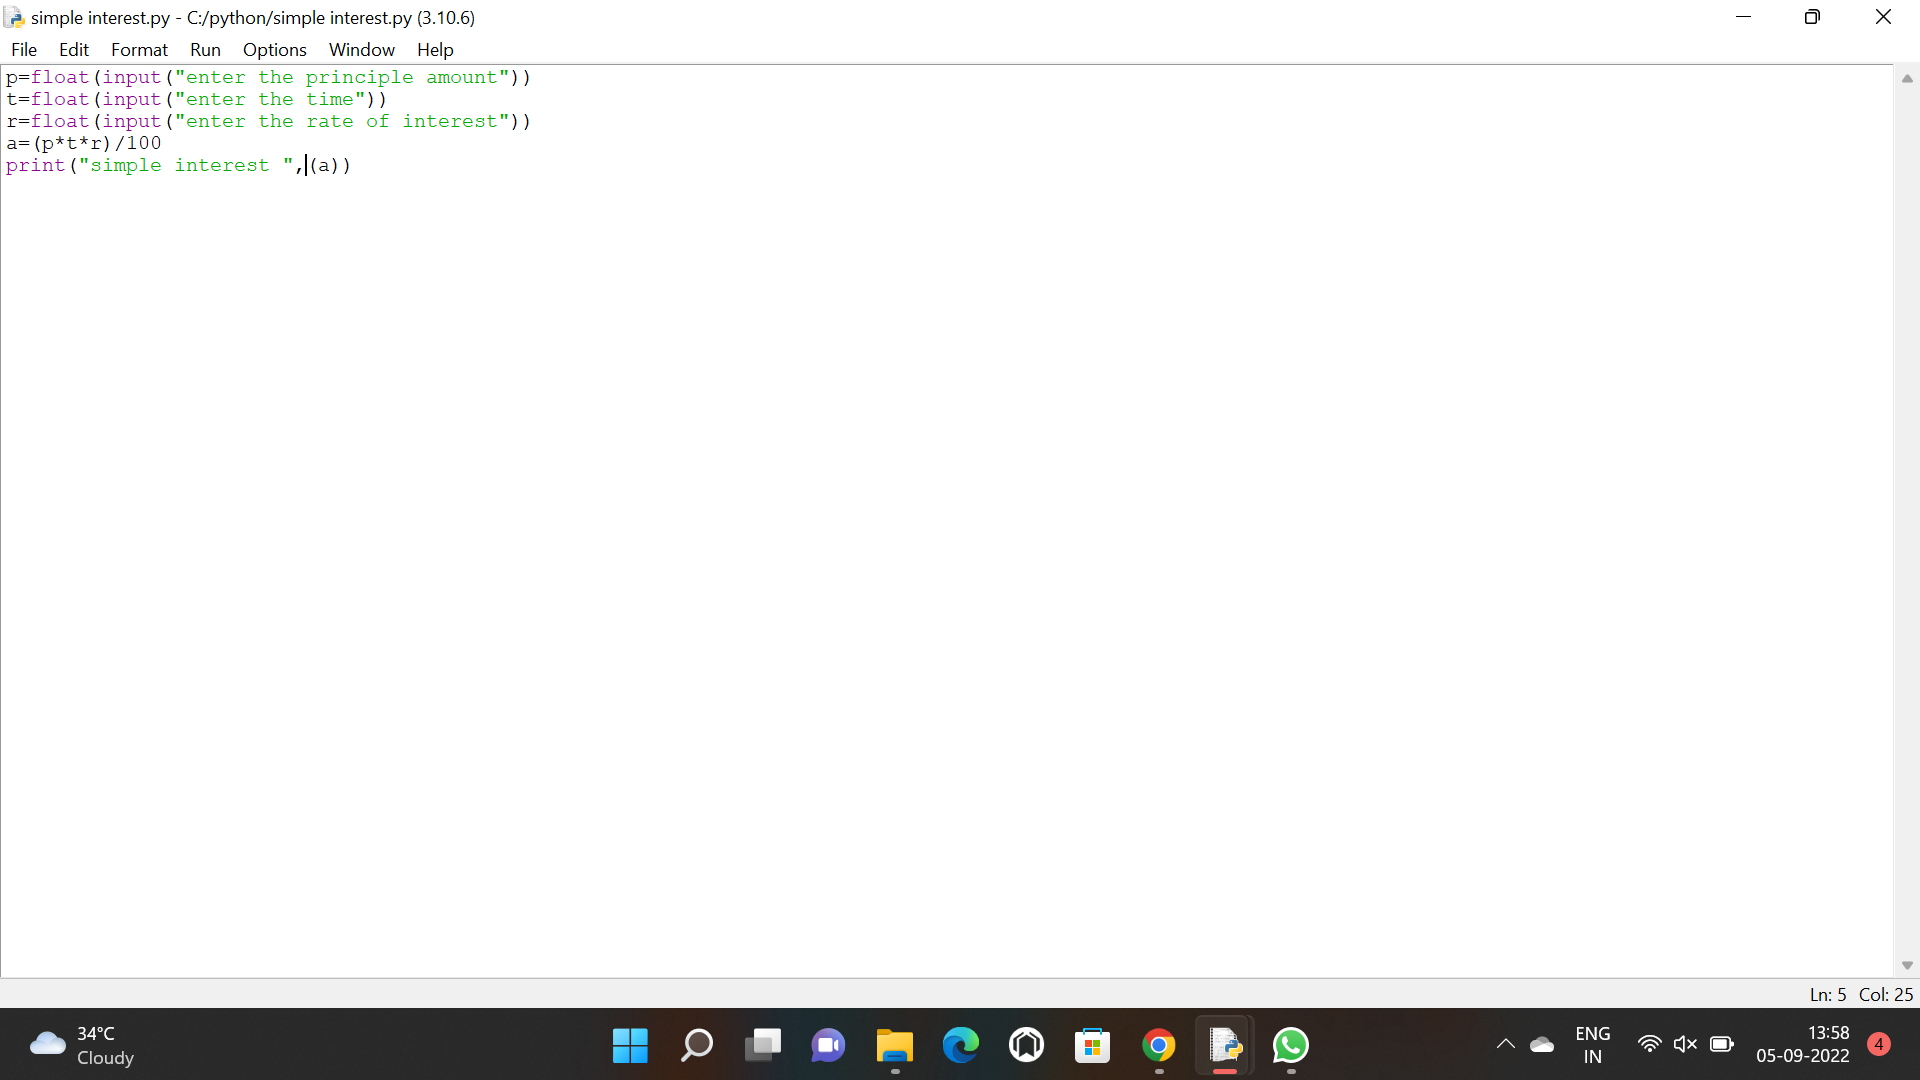 simple interest.py - C:/python/simple interest.py (3.10.6)
File Edit Format Run Options Window Help
p=float(input("enter the principle amount"))
t=float(input("enter the time"))
r=float(input("enter the rate of interest"))
a=(p*t*r)/100
print("simple interest ",(a))
Ln: 5 Col: 25
34°C
Cloudy
ENG
IN
13:58
05-09-2022
4